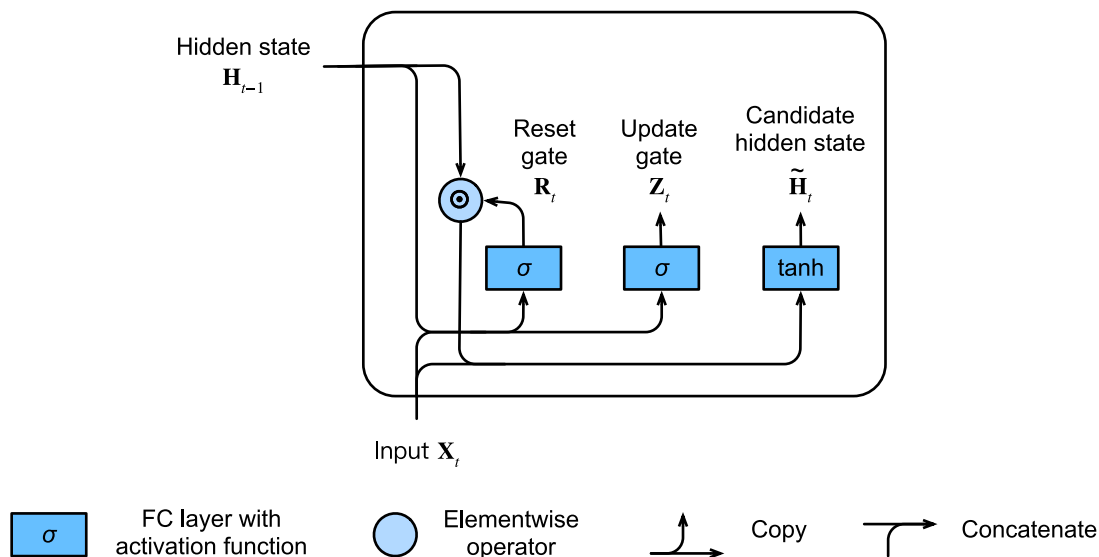 Hidden state
H_{t−1}
Reset
gate
R_t
Update
gate
Z_t
Candidate
hidden state
H̃_t
σ
σ
tanh
Input X_t
σ
FC layer with
activation function
Elementwise
operator
Copy
Concatenate